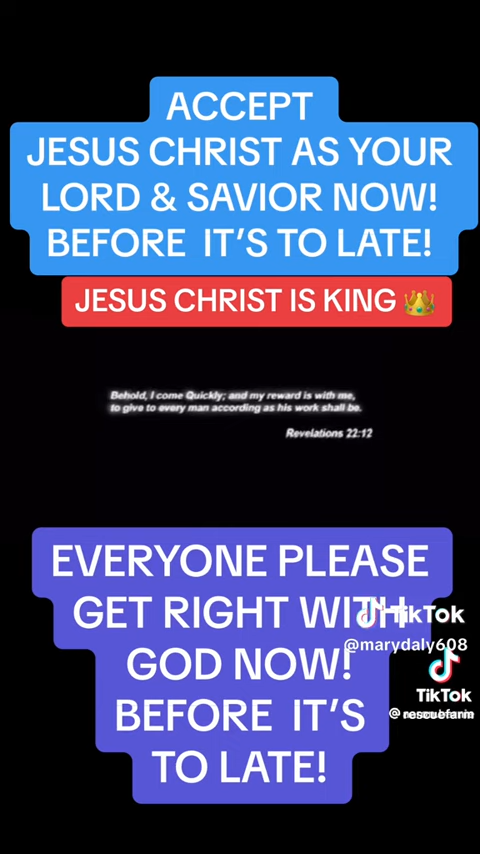 ACCEPT
JESUS CHRIST AS YOUR
LORD & SAVIOR NOW!
BEFORE IT’S TO LATE!
JESUS CHRIST IS KING 👑
Behold, I come Quickly; and my reward is with me,
to give to every man according as his work shall be.
Revelations 22:12
EVERYONE PLEASE
GET RIGHT WITH
GOD NOW!
BEFORE IT’S
TO LATE!
TikTok
@marydaly608
TikTok
@rescuefarm